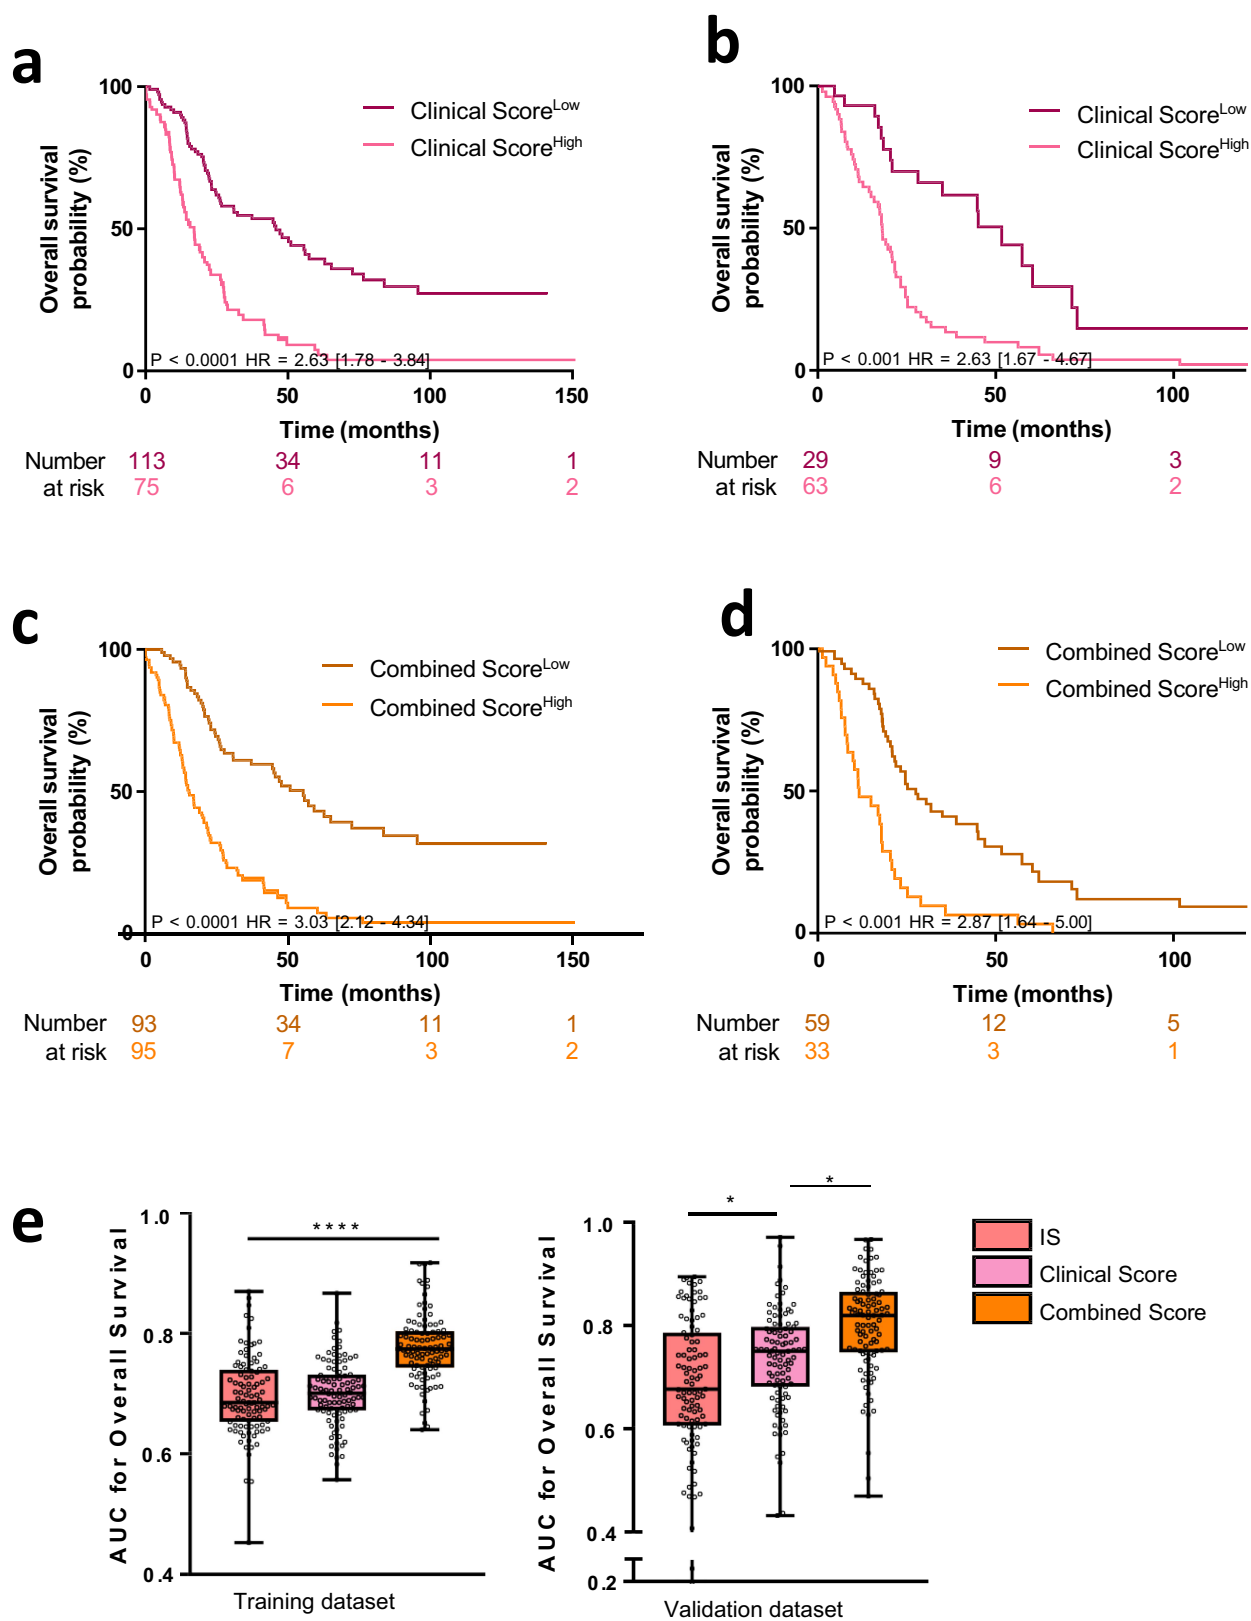 a
100
50
0
Overall survival
probability (%)
Clinical Score^Low
Clinical Score^High
P < 0.0001 HR = 2.63 [1.78 - 3.84]
0 50 100 150
Time (months)
Number 113 34 11 1
at risk 75 6 3 2
b
100
50
0
Overall survival
probability (%)
Clinical Score^Low
Clinical Score^High
P < 0.001 HR = 2.63 [1.67 - 4.67]
0 50 100
Time (months)
Number 29 9 3
at risk 63 6 2
c
100
50
0
Overall survival
probability (%)
Combined Score^Low
Combined Score^High
P < 0.0001 HR = 3.03 [2.12 - 4.34]
0 50 100 150
Time (months)
Number 93 34 11 1
at risk 95 7 3 2
d
100
50
0
Overall survival
probability (%)
Combined Score^Low
Combined Score^High
P < 0.001 HR = 2.87 [1.64 - 5.00]
0 50 100
Time (months)
Number 59 12 5
at risk 33 3 1
e
AUC for Overall Survival
1.0
0.8
0.6
0.4
****
Training dataset
AUC for Overall Survival
1.0
0.8
0.6
0.4
0.2
*
*
Validation dataset
IS
Clinical Score
Combined Score